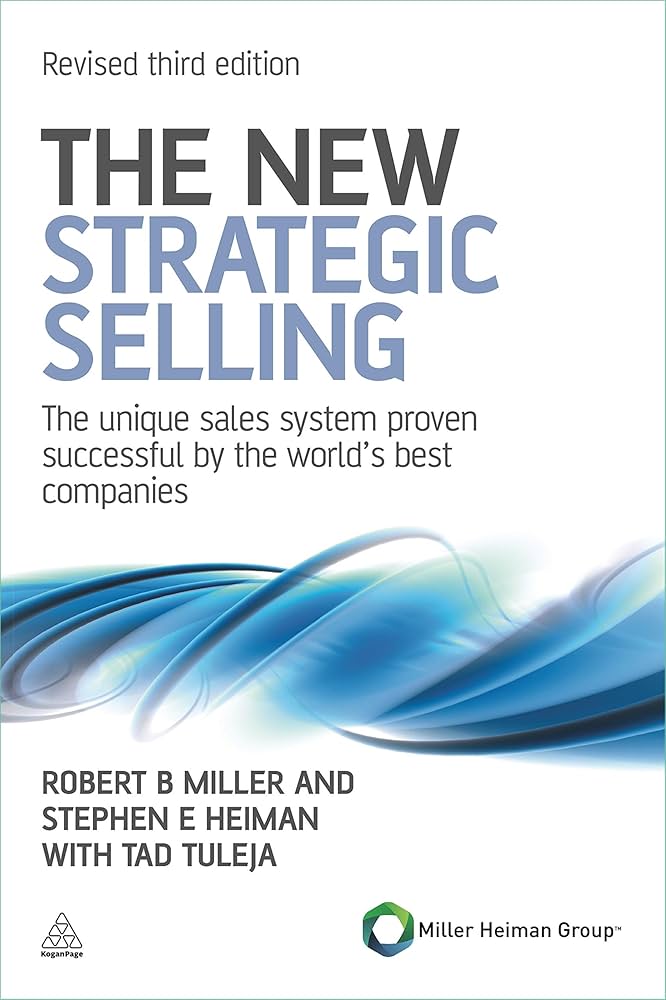 Revised third edition
THE NEW
STRATEGIC
SELLING
The unique sales system proven
successful by the world's best
companies
ROBERT B MILLER AND
STEPHEN E HEIMAN
WITH TAD TULEJA
KoganPage
Miller Heiman Group™